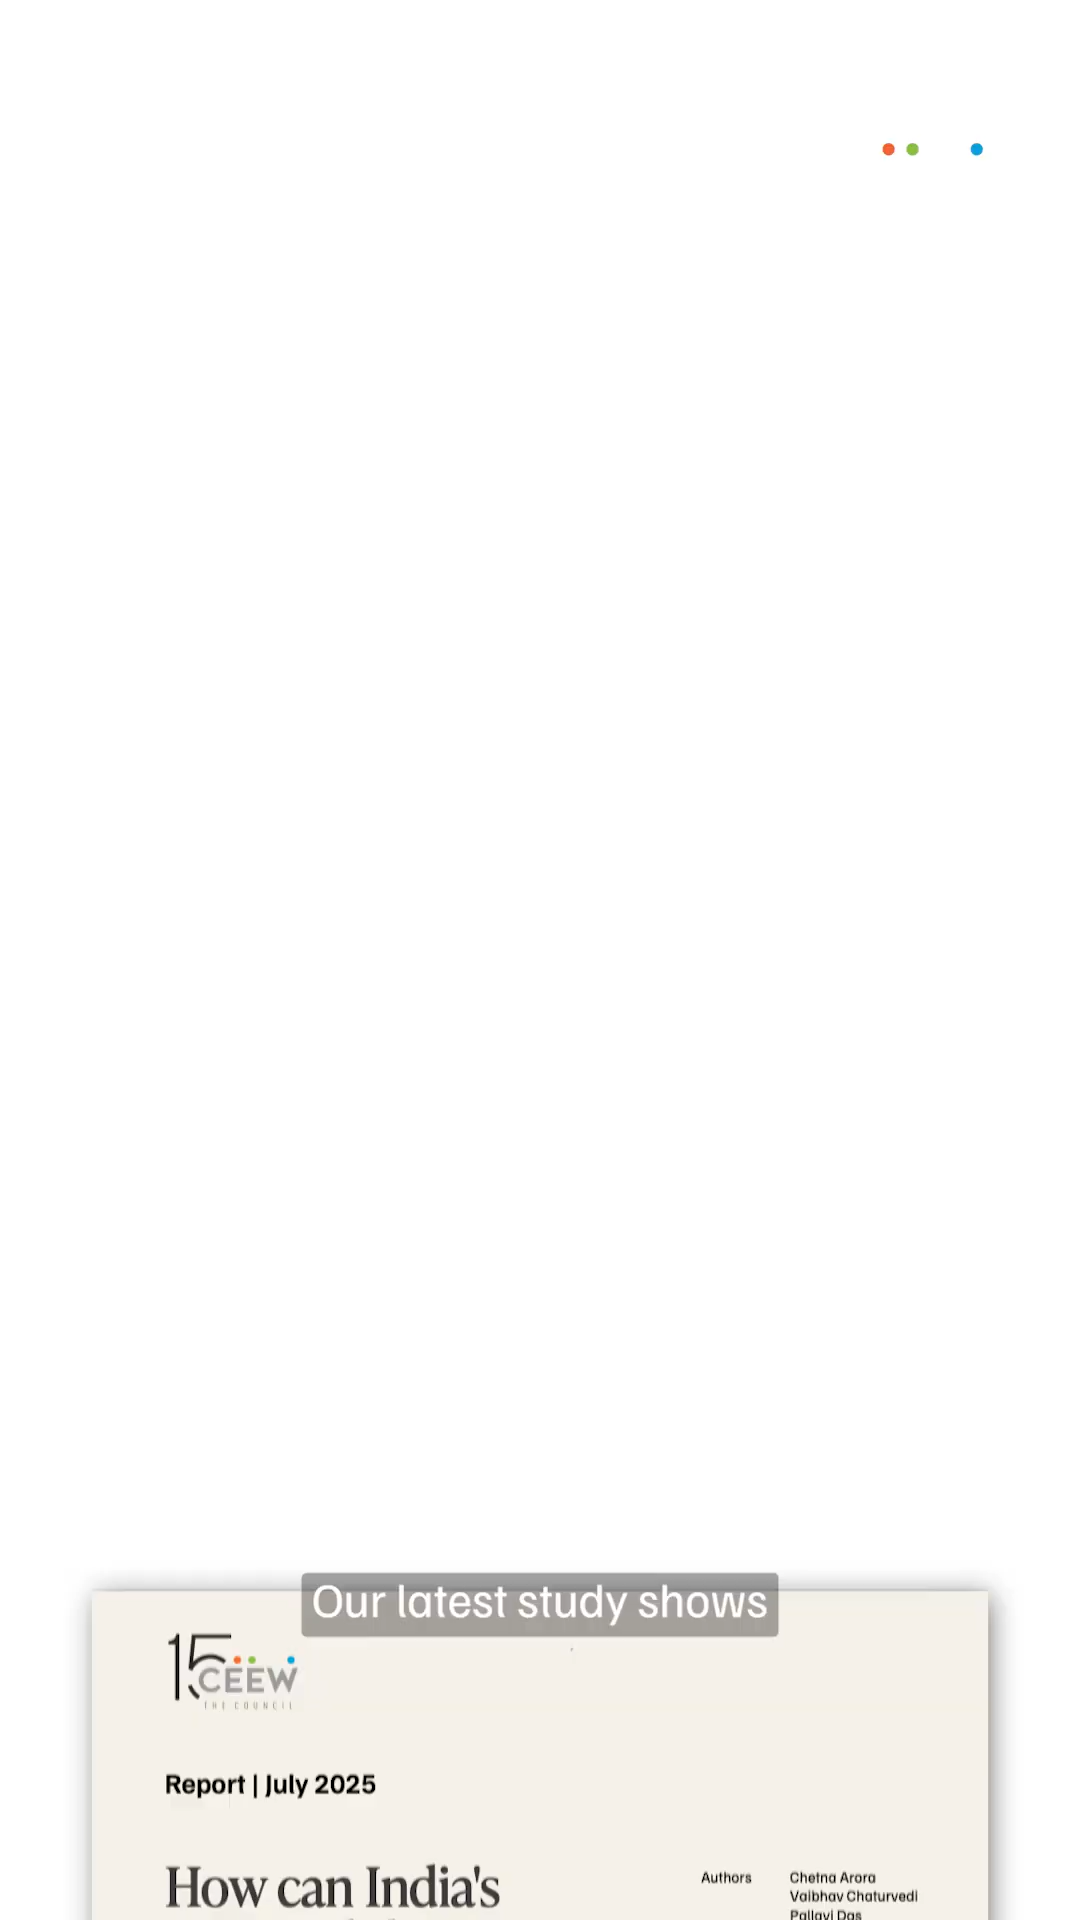 Our latest study shows
15
CEEW
THE COUNCIL
Report | July 2025
How can India's
Authors
Chetna Arora
Vaibhav Chaturvedi
Pallavi Das